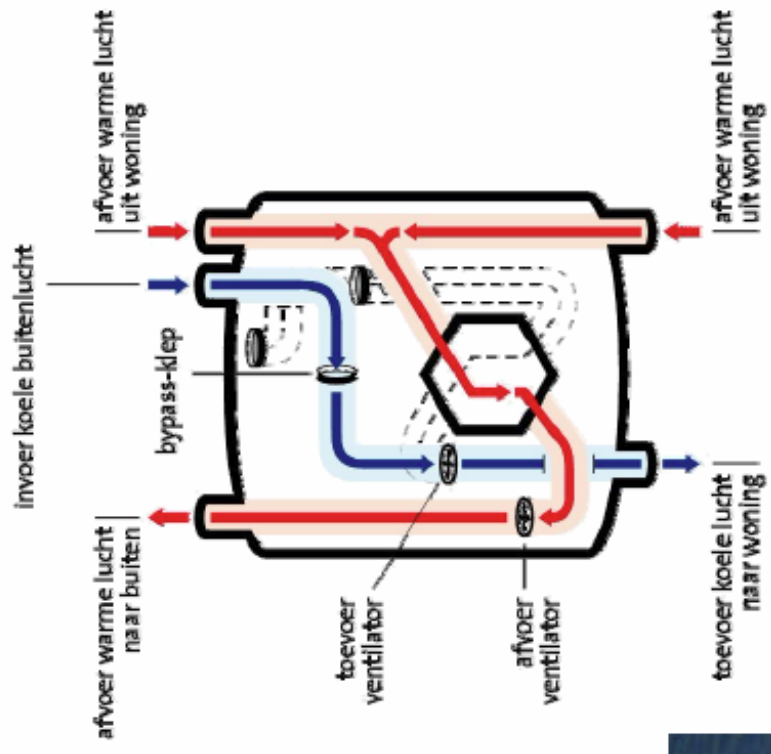 afvoer warme lucht
naar buiten
invoer koele buitenlucht
bypass-klep
afvoer warme lucht
uit woning
toevoer
ventilator
afvoer
ventilator
toevoer koele lucht
naar woning
afvoer warme lucht
uit woning